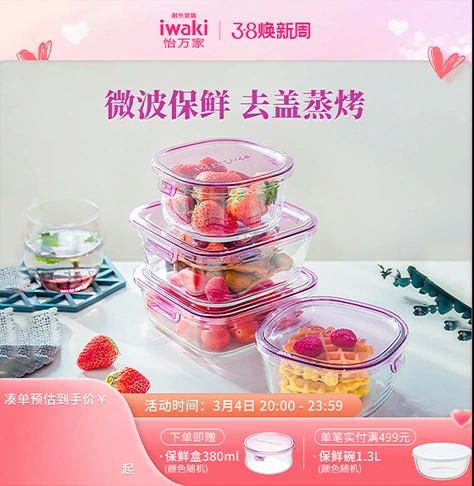 耐热玻璃
iwaki
怡万家
3·8焕新周
微波保鲜 去盖蒸烤
凑单预估到手价￥
起
活动时间：3月4日 20:00 - 23:59
下单即赠
·保鲜盒380ml
(颜色随机)
单笔实付满499元
·保鲜碗1.3L
(颜色随机)